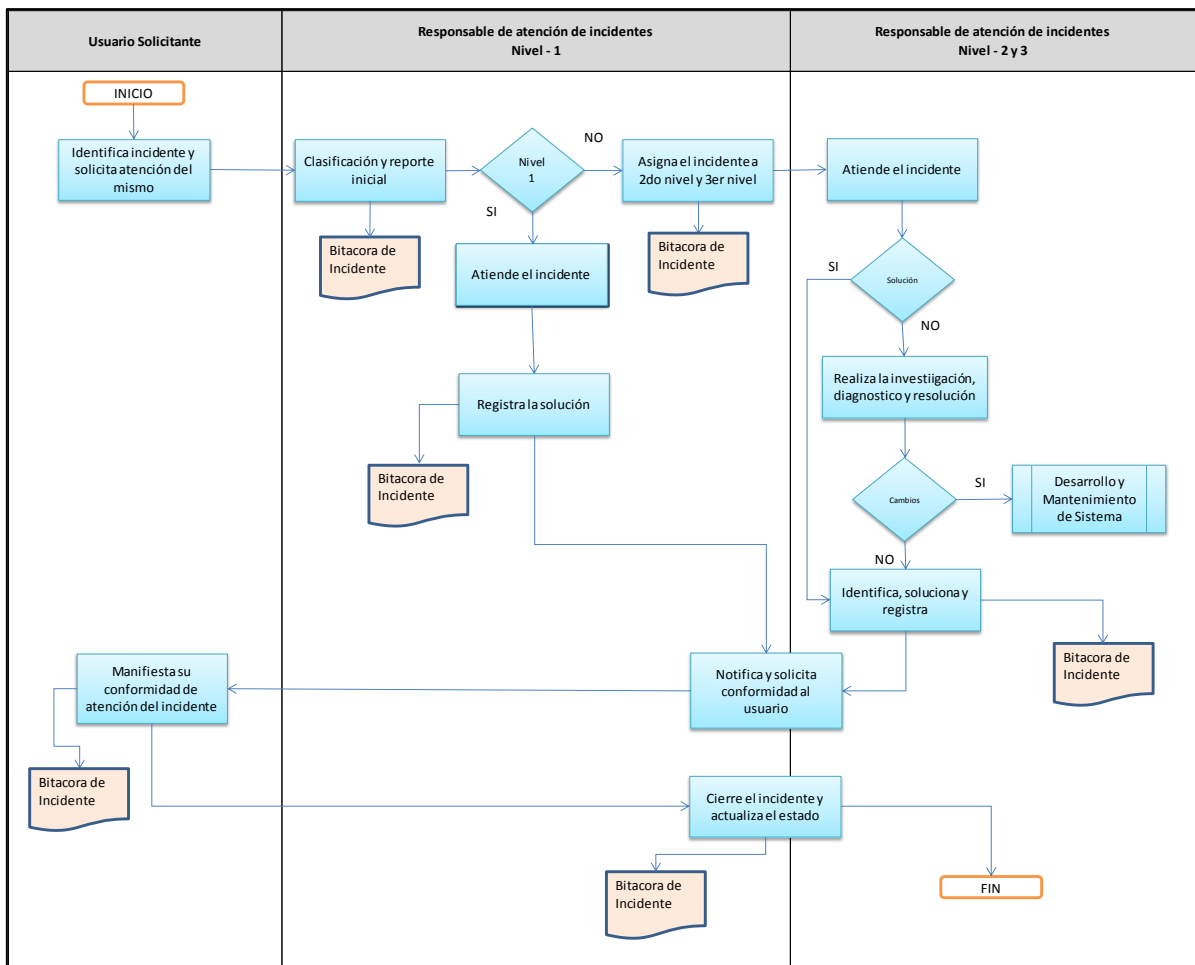 Usuario Solicitante
Responsable de atención de incidentes
Nivel - 1
Responsable de atención de incidentes
Nivel - 2 y 3
INICIO
Identifica incidente y
solicita atención del
mismo
Clasificación y reporte
inicial
Nivel
1
NO
SI
Asigna el incidente a
2do nivel y 3er nivel
Atiende el incidente
Bitacora de
Incidente
Atiende el incidente
Bitacora de
Incidente
Solución
SI
NO
Realiza la investiigación,
diagnostico y resolución
Registra la solución
Bitacora de
Incidente
Cambios
SI
Desarrollo y
Mantenimiento
de Sistema
NO
Identifica, soluciona y
registra
Bitacora de
Incidente
Notifica y solicita
conformidad al
usuario
Manifiesta su
conformidad de
atención del incidente
Bitacora de
Incidente
Cierre el incidente y
actualiza el estado
Bitacora de
Incidente
FIN